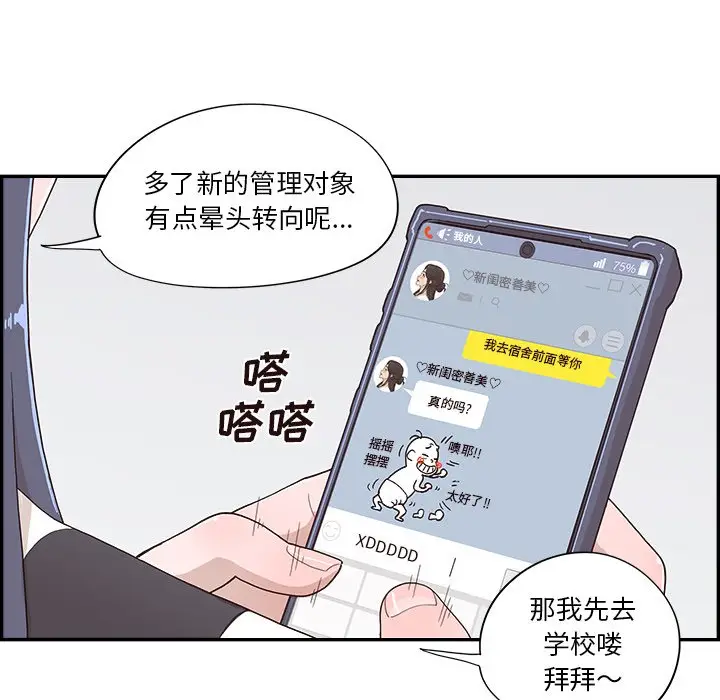 多了新的管理对象
有点晕头转向呢...
我的人
75%
♡新闺密善美♡
我去宿舍前面等你
♡新闺密善美♡
真的吗?
嗒
嗒嗒
摇摇
摆摆
噢耶!!
太好了!!
XDDDDD
那我先去
学校喽
拜拜～